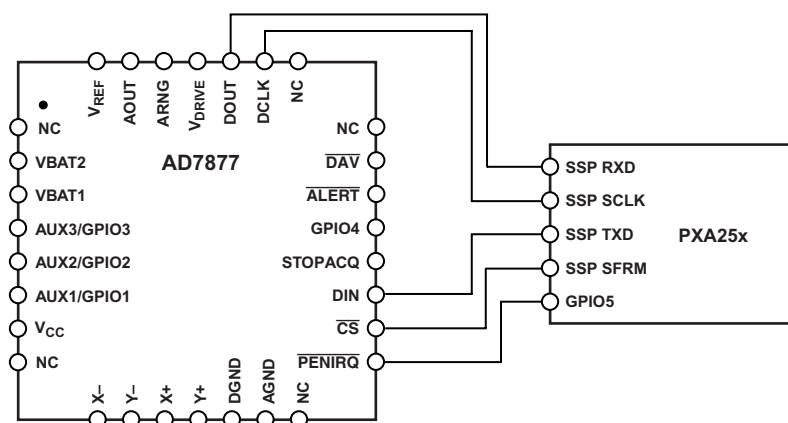 VREF
AOUT
ARNG
VDRIVE
DOUT
DCLK
NC
NC
VBAT2
VBAT1
AUX3/GPIO3
AUX2/GPIO2
AUX1/GPIO1
VCC
NC
AD7877
NC
DAV
ALERT
GPIO4
STOPACQ
DIN
CS
PENIRQ
X–
Y–
X+
Y+
DGND
AGND
NC
SSP RXD
SSP SCLK
SSP TXD
SSP SFRM
GPIO5
PXA25x